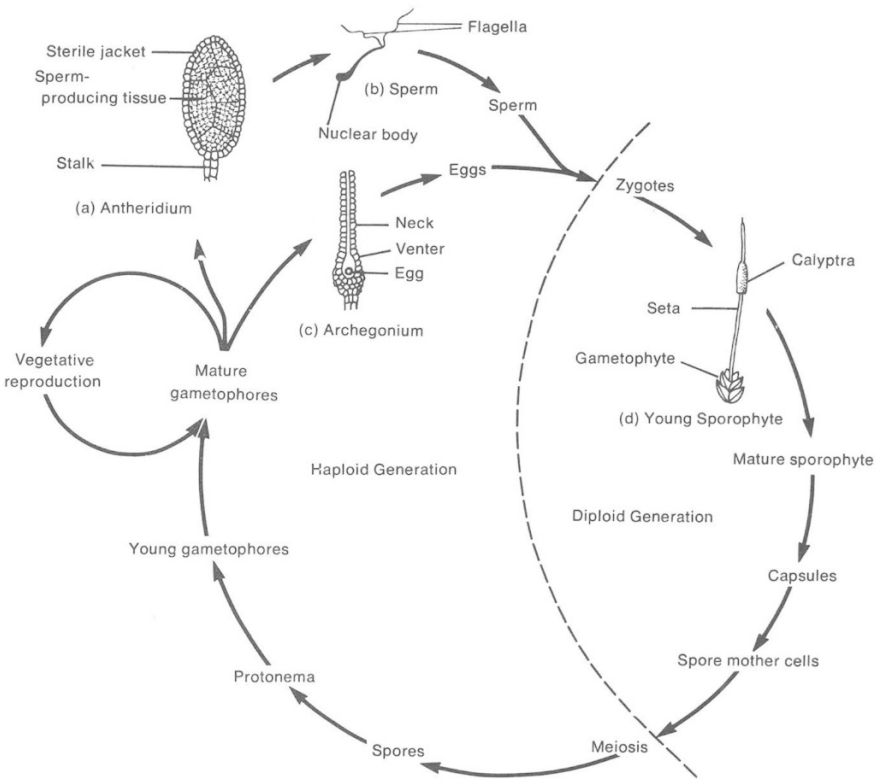 Flagella
Sterile jacket
Sperm-
producing tissue
(b) Sperm
Sperm
Nuclear body
Stalk
Eggs
Zygotes
(a) Antheridium
Neck
Venter
Egg
Calyptra
Seta
(c) Archegonium
Vegetative
reproduction
Mature
gametophores
Gametophyte
(d) Young Sporophyte
Mature sporophyte
Haploid Generation
Diploid Generation
Young gametophores
Capsules
Spore mother cells
Protonema
Meiosis
Spores